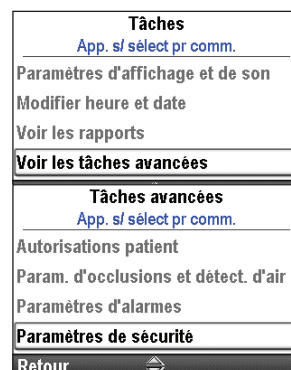 Tâches
App. s/ sélect pr comm.
Paramètres d'affichage et de son
Modifier heure et date
Voir les rapports
Voir les tâches avancées
Tâches avancées
App. s/ sélect pr comm.
Autorisations patient
Param. d'occlusions et détect. d'air
Paramètres d'alarmes
Paramètres de sécurité
Retour